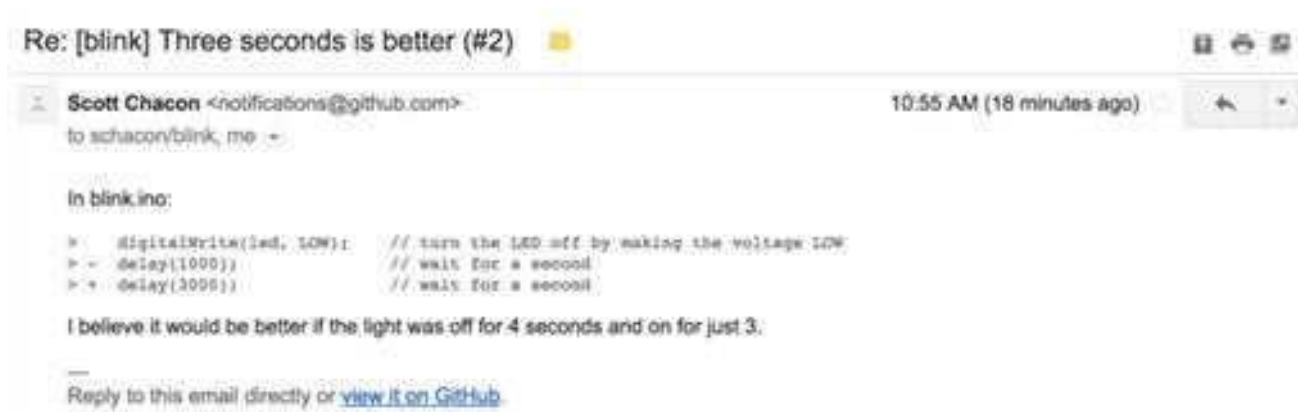 Re: [blink] Three seconds is better (#2)
Scott Chacon <notifications@github.com> 10:55 AM (18 minutes ago)
to schacon/blink, me
In blink.ino:
> digitalWrite(led, LOW); // turn the LED off by making the voltage LOW
> - delay(1000); // wait for a second
> + delay(3000); // wait for a second
I believe it would be better if the light was off for 4 seconds and on for just 3.
—
Reply to this email directly or view it on GitHub.